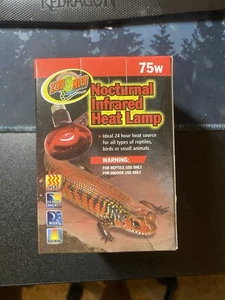 REDRAGON
75W
ZOO MED
Nocturnal
Infrared
Heat Lamp
• Ideal 24 hour heat source
for all types of reptiles,
birds or small animals.
WARNING:
FOR REPTILE USE ONLY
FOR INDOOR USE ONLY